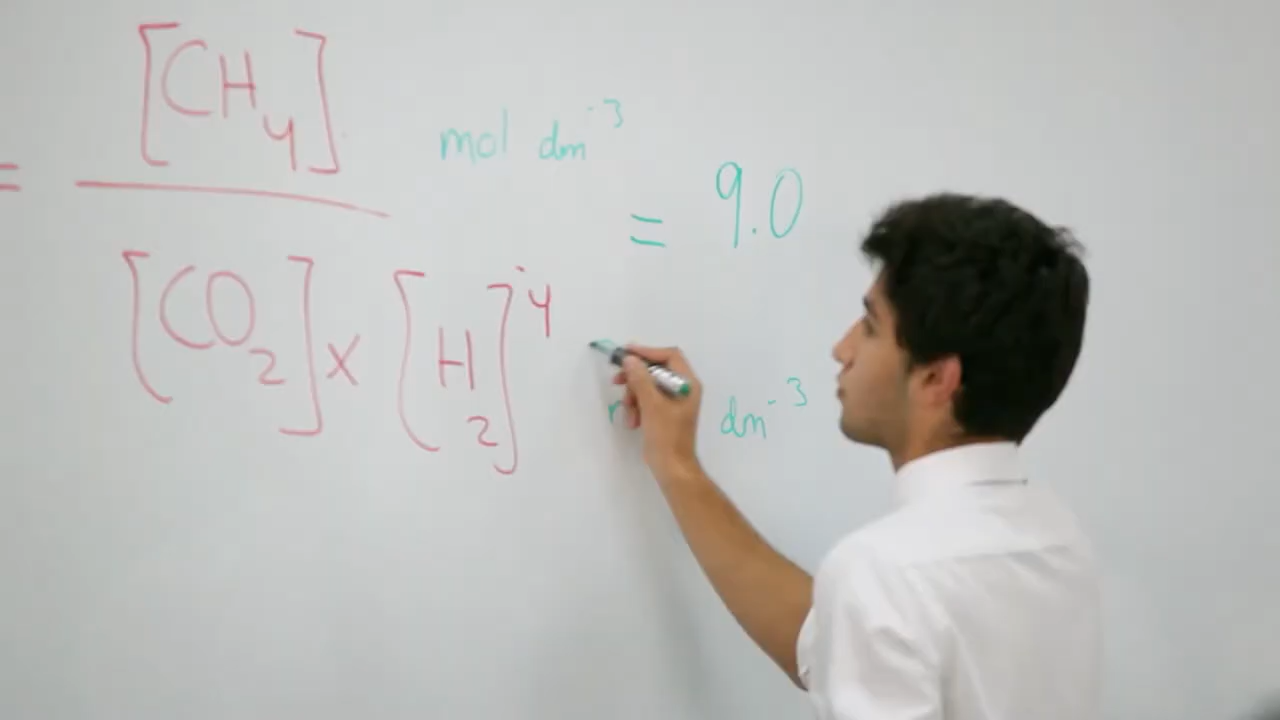 [CH4] mol dm-3
= = 9.0
[CO2] x [H2]4
dm-3